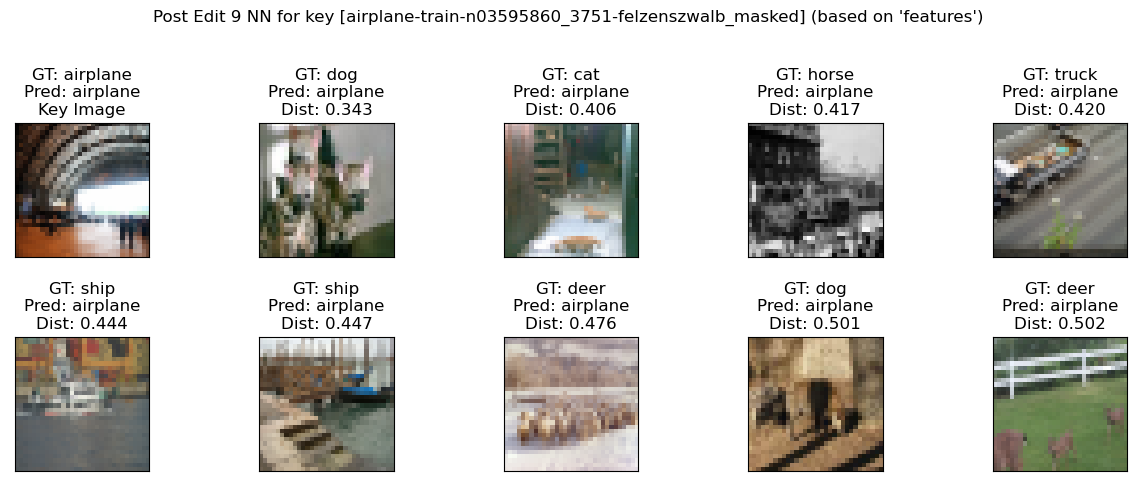 Post Edit 9 NN for key [airplane-train-n03595860_3751-felzenszwalb_masked] (based on 'features')
GT: airplane
Pred: airplane
Key Image
GT: dog
Pred: airplane
Dist: 0.343
GT: cat
Pred: airplane
Dist: 0.406
GT: horse
Pred: airplane
Dist: 0.417
GT: truck
Pred: airplane
Dist: 0.420
GT: ship
Pred: airplane
Dist: 0.444
GT: ship
Pred: airplane
Dist: 0.447
GT: deer
Pred: airplane
Dist: 0.476
GT: dog
Pred: airplane
Dist: 0.501
GT: deer
Pred: airplane
Dist: 0.502